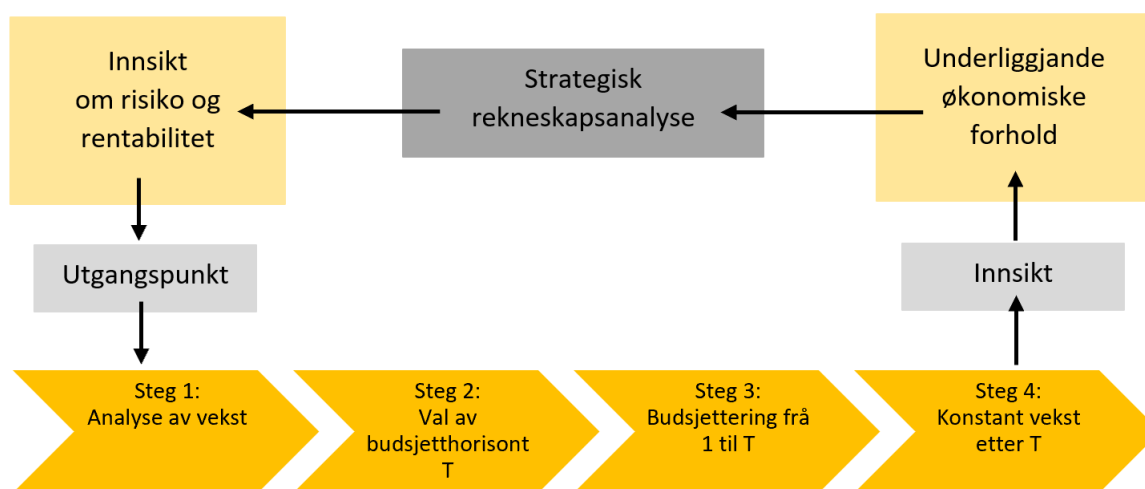 Innsikt
om risiko og
rentabilitet
Strategisk
rekneskapsanalyse
Underliggjande
økonomiske
forhold
Utgangspunkt
Innsikt
Steg 1:
Analyse av vekst
Steg 2:
Val av
budsjetthorisont
T
Steg 3:
Budsjettering frå
1 til T
Steg 4:
Konstant vekst
etter T